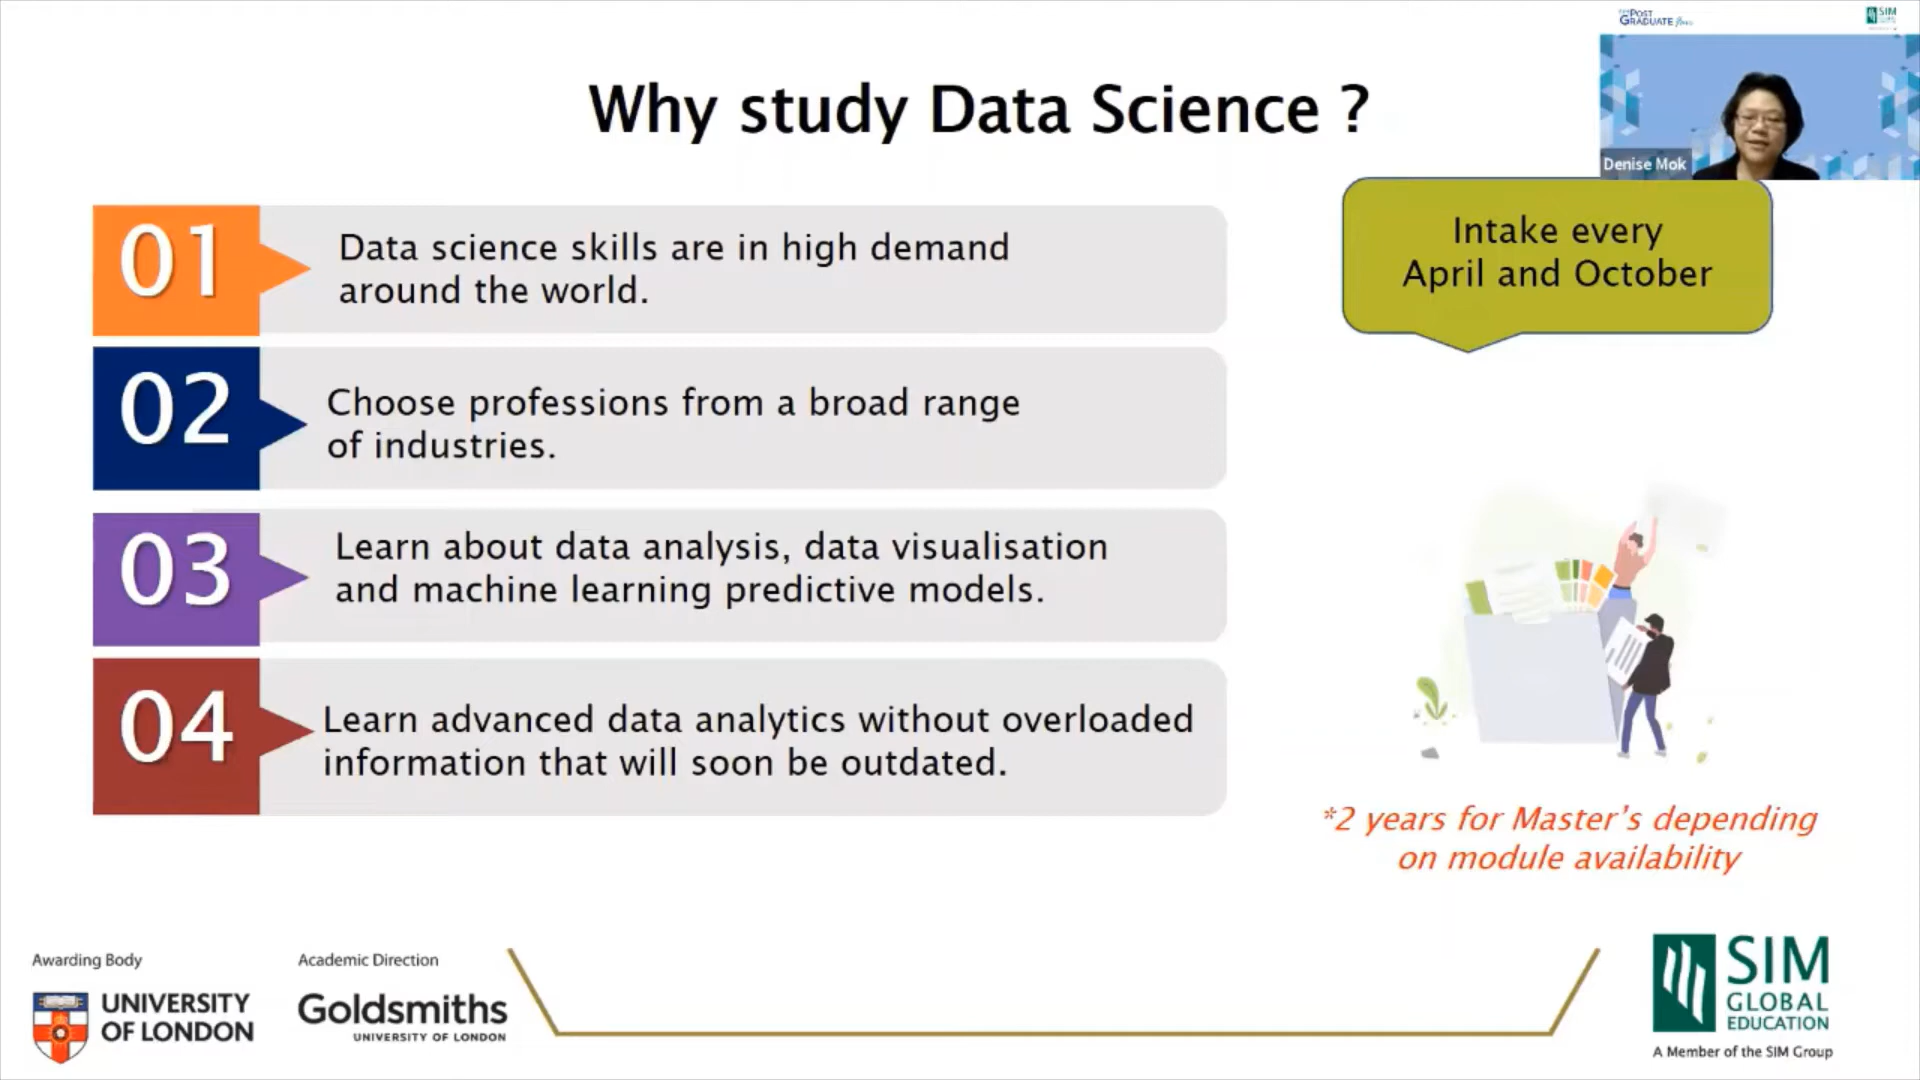 POST
GRADUATE
SIM
Why study Data Science ?
Denise Mok
01
Data science skills are in high demand
around the world.
Intake every
April and October
02
Choose professions from a broad range
of industries.
03
Learn about data analysis, data visualisation
and machine learning predictive models.
04
Learn advanced data analytics without overloaded
information that will soon be outdated.
*2 years for Master's depending
on module availability
Awarding Body
UNIVERSITY
OF LONDON
Academic Direction
Goldsmiths
UNIVERSITY OF LONDON
SIM
GLOBAL
EDUCATION
A Member of the SIM Group